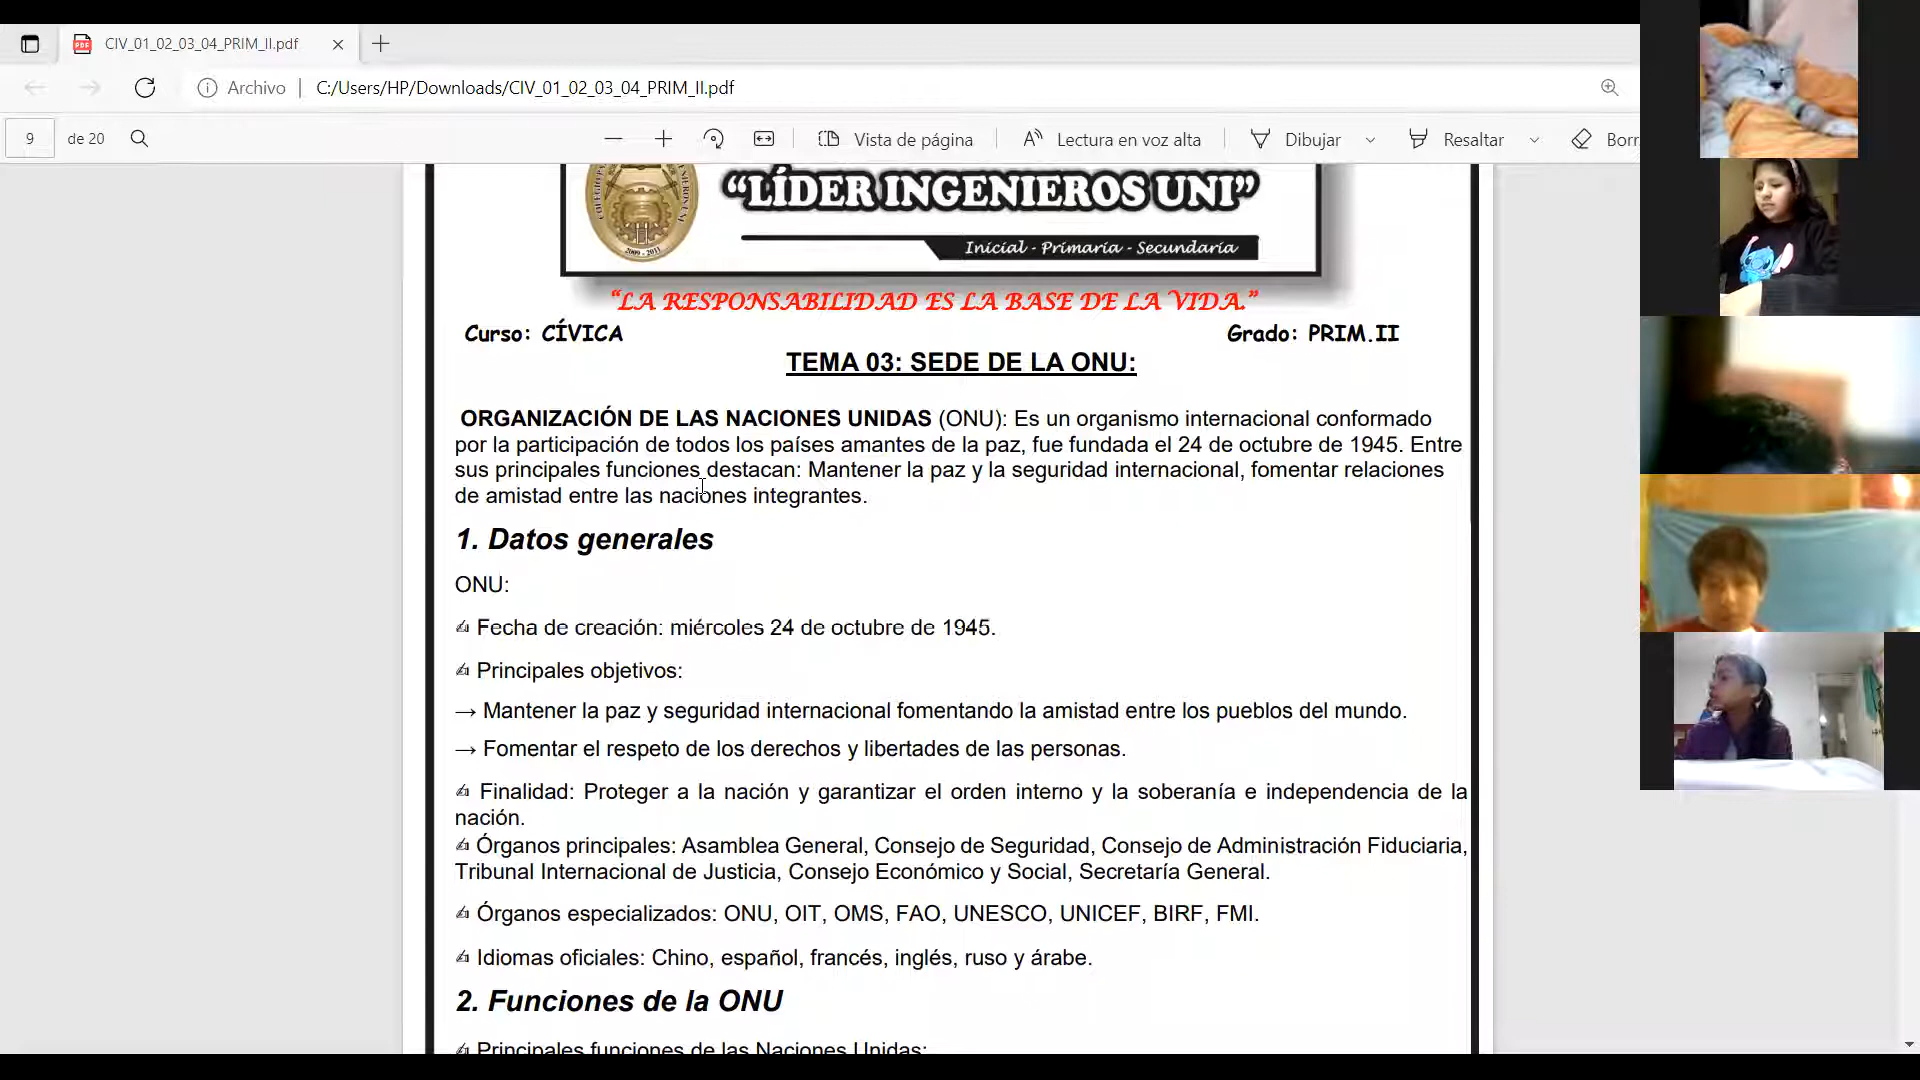 CIV_01_02_03_04_PRIM_II.pdf
Archivo
C:/Users/HP/Downloads/CIV_01_02_03_04_PRIM_II.pdf
9 de 20
Vista de página
Lectura en voz alta
Dibujar
Resaltar
Borr
“LÍDER INGENIEROS UNI”
2009 - 2011
Inicial - Primaria - Secundaria
“LA RESPONSABILIDAD ES LA BASE DE LA VIDA.”
Curso: CÍVICA Grado: PRIM.II
TEMA 03: SEDE DE LA ONU:
ORGANIZACIÓN DE LAS NACIONES UNIDAS (ONU): Es un organismo internacional conformado
por la participación de todos los países amantes de la paz, fue fundada el 24 de octubre de 1945. Entre
sus principales funciones destacan: Mantener la paz y la seguridad internacional, fomentar relaciones
de amistad entre las naciones integrantes.
1. Datos generales
ONU:
✍ Fecha de creación: miércoles 24 de octubre de 1945.
✍ Principales objetivos:
→ Mantener la paz y seguridad internacional fomentando la amistad entre los pueblos del mundo.
→ Fomentar el respeto de los derechos y libertades de las personas.
✍ Finalidad: Proteger a la nación y garantizar el orden interno y la soberanía e independencia de la
nación.
✍ Órganos principales: Asamblea General, Consejo de Seguridad, Consejo de Administración Fiduciaria,
Tribunal Internacional de Justicia, Consejo Económico y Social, Secretaría General.
✍ Órganos especializados: ONU, OIT, OMS, FAO, UNESCO, UNICEF, BIRF, FMI.
✍ Idiomas oficiales: Chino, español, francés, inglés, ruso y árabe.
2. Funciones de la ONU
✍ Principales funciones de las Naciones Unidas: